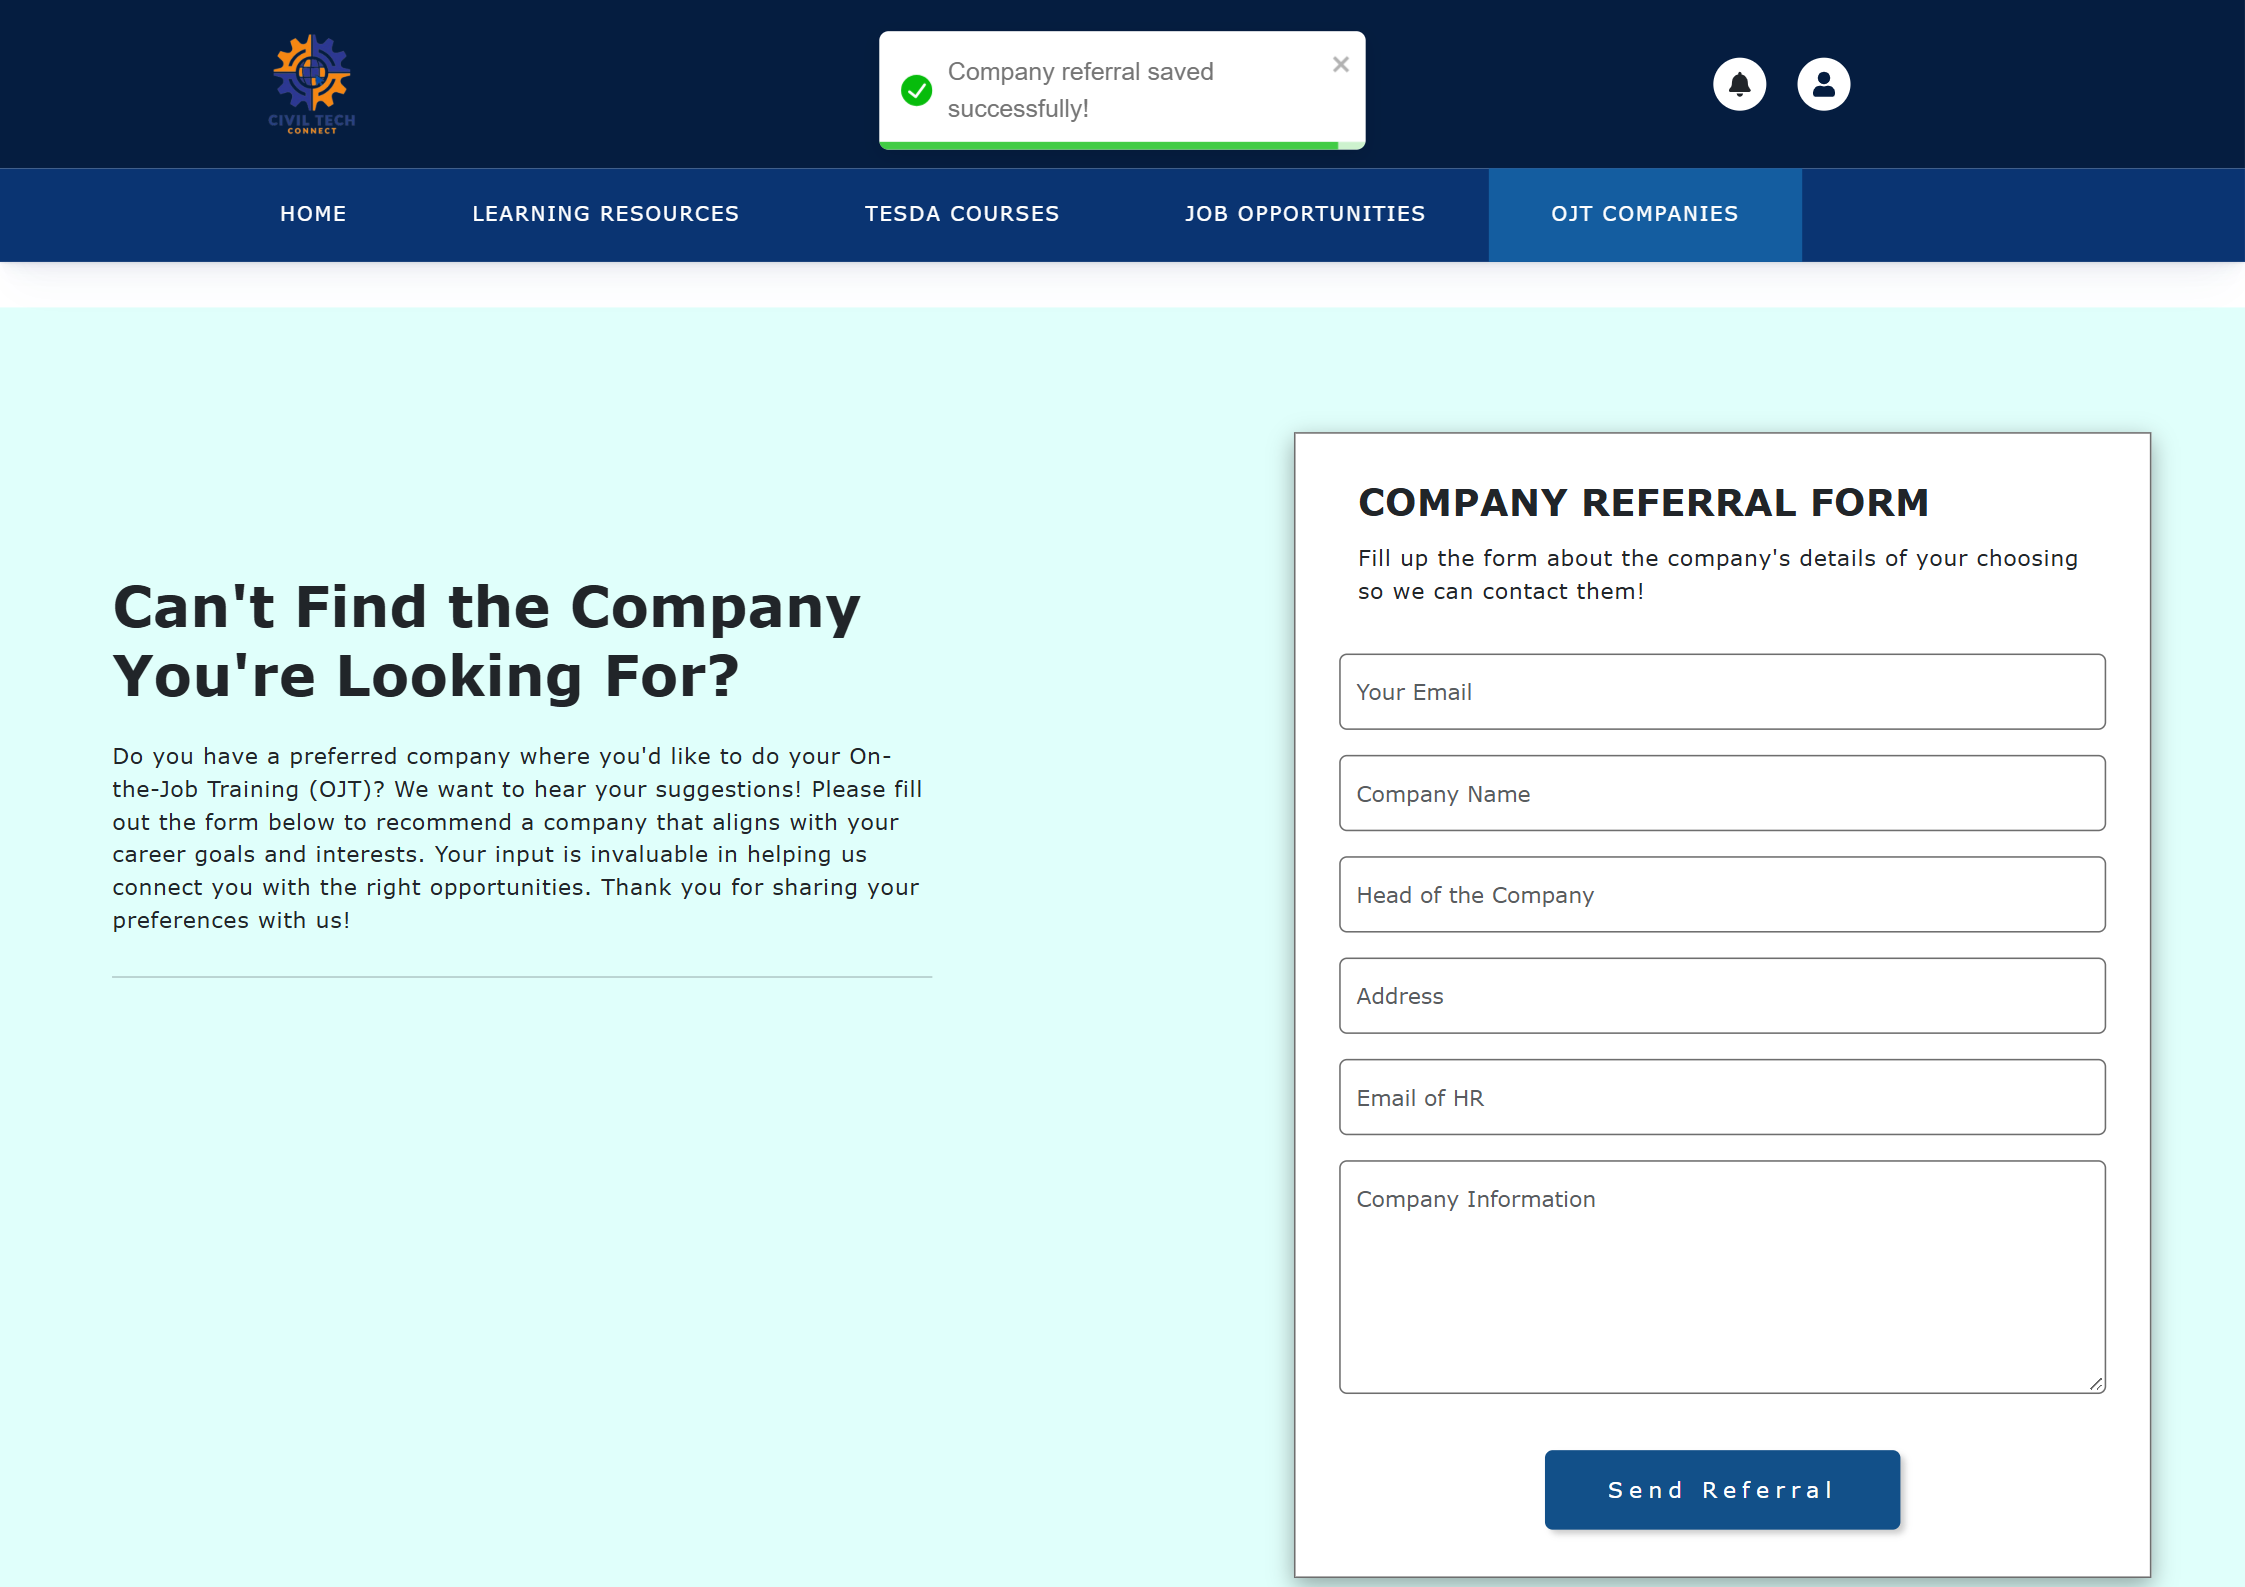 CIVIL TECH
CONNECT
Company referral saved
successfully!
HOME
LEARNING RESOURCES
TESDA COURSES
JOB OPPORTUNITIES
OJT COMPANIES
Can't Find the Company
You're Looking For?
Do you have a preferred company where you'd like to do your On-
the-Job Training (OJT)? We want to hear your suggestions! Please fill
out the form below to recommend a company that aligns with your
career goals and interests. Your input is invaluable in helping us
connect you with the right opportunities. Thank you for sharing your
preferences with us!
COMPANY REFERRAL FORM
Fill up the form about the company's details of your choosing
so we can contact them!
Your Email
Company Name
Head of the Company
Address
Email of HR
Company Information
Send Referral